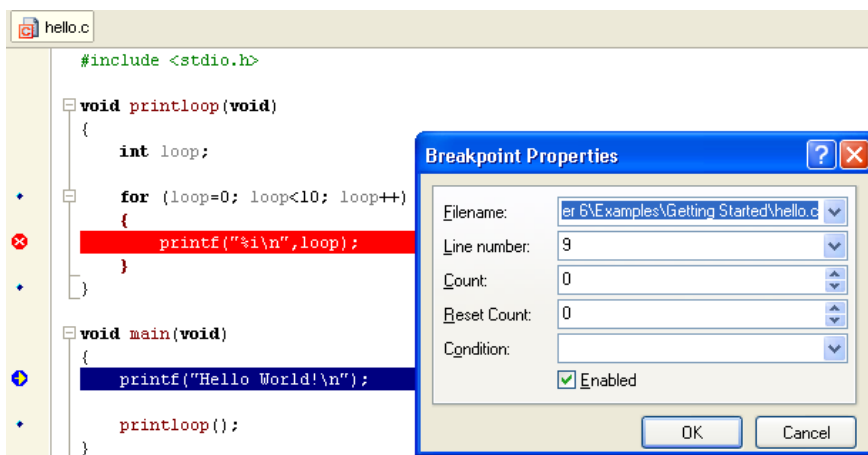 hello.c
#include <stdio.h>
void printloop(void)
{
int loop;
for (loop=0; loop<10; loop++)
{
printf("%i\n",loop);
}
}
void main(void)
{
printf("Hello World!\n");
printloop();
}
Breakpoint Properties
Filename: er 6\Examples\Getting Started\hello.c
Line number: 9
Count: 0
Reset Count: 0
Condition:
Enabled
OK Cancel